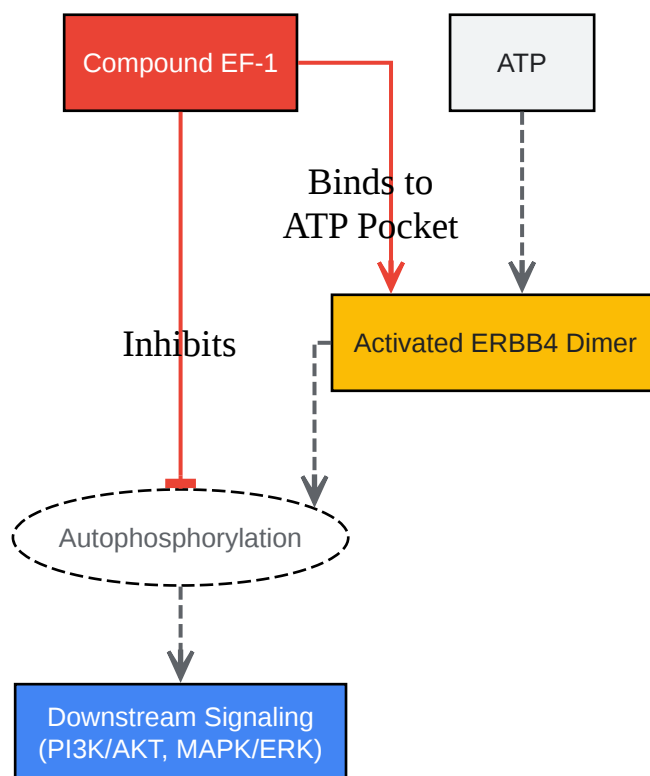 Compound EF-1
ATP
Binds to
ATP Pocket
Inhibits
Activated ERBB4 Dimer
Autophosphorylation
Downstream Signaling
(PI3K/AKT, MAPK/ERK)